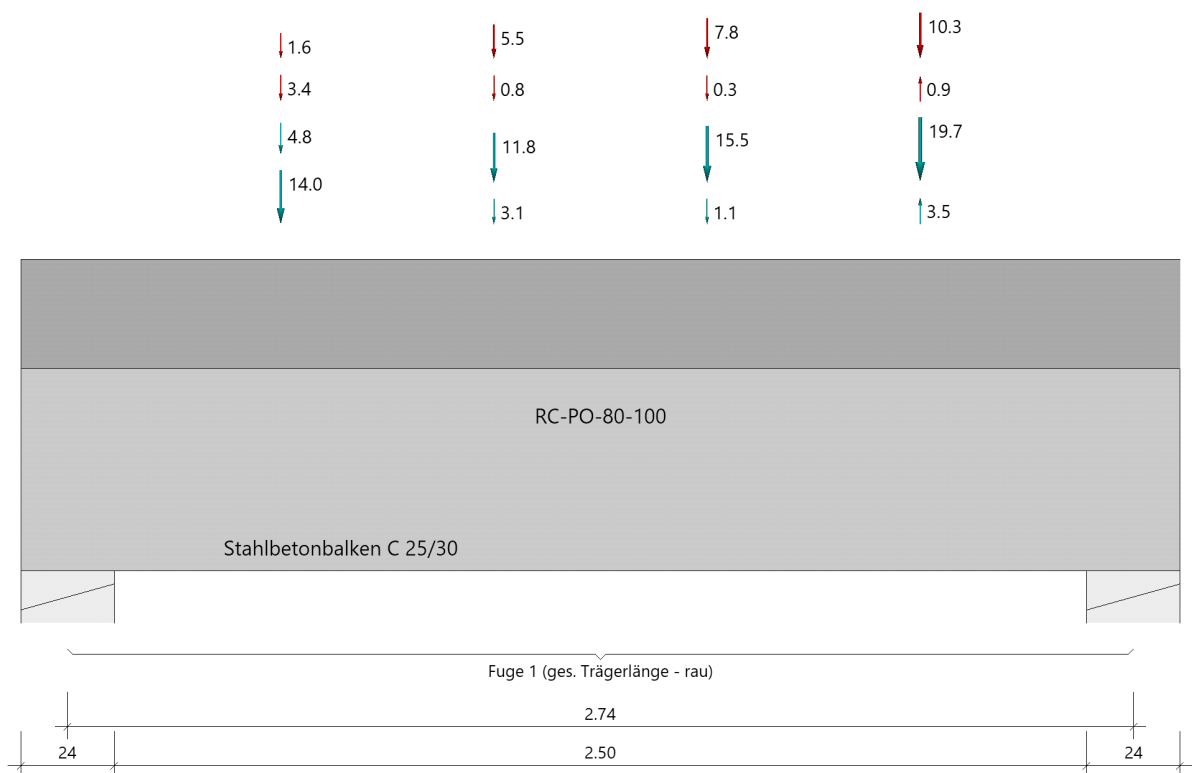 1.6 5.5 7.8 10.3
3.4 0.8 0.3 0.9
4.8 11.8 15.5 19.7
14.0 3.1 1.1 3.5
RC-PO-80-100
Stahlbetonbalken C 25/30
Fuge 1 (ges. Trägerlänge - rau)
2.74
24 2.50 24